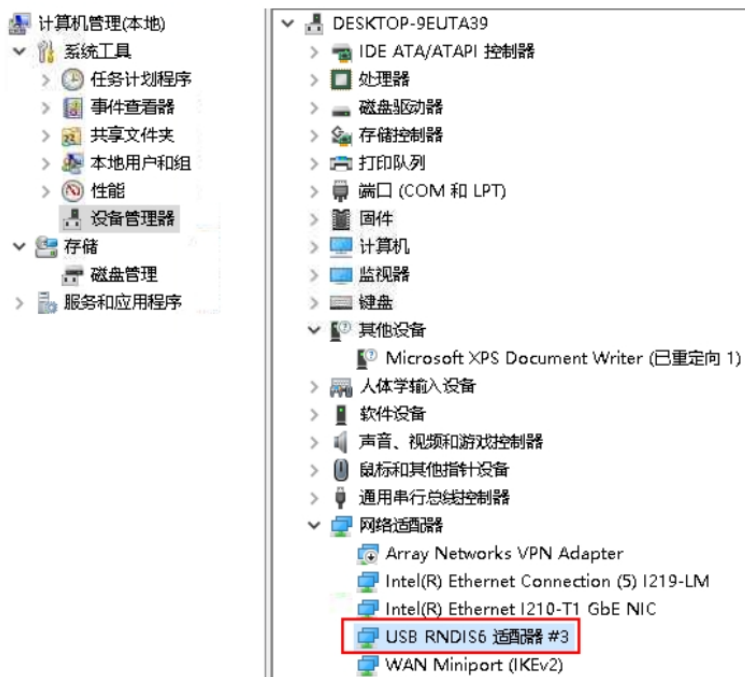 计算机管理(本地)
系统工具
任务计划程序
事件查看器
共享文件夹
本地用户和组
性能
设备管理器
存储
磁盘管理
服务和应用程序
DESKTOP-9EUTA39
IDE ATA/ATAPI 控制器
处理器
磁盘驱动器
存储控制器
打印队列
端口 (COM 和 LPT)
固件
计算机
监视器
键盘
其他设备
Microsoft XPS Document Writer (已重定向 1)
人体学输入设备
软件设备
声音、视频和游戏控制器
鼠标和其他指针设备
通用串行总线控制器
网络适配器
Array Networks VPN Adapter
Intel(R) Ethernet Connection (5) I219-LM
Intel(R) Ethernet I210-T1 GbE NIC
USB RNDIS6 适配器 #3
WAN Miniport (IKEv2)